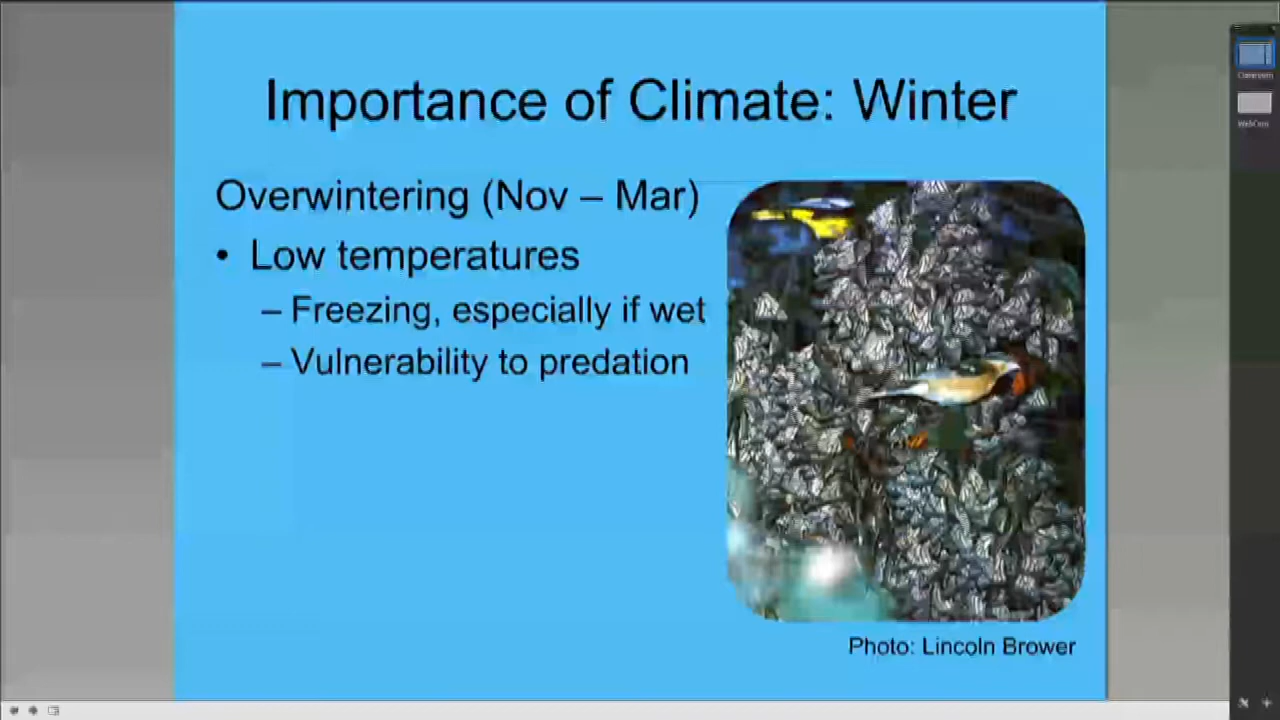 Importance of Climate: Winter
Overwintering (Nov – Mar)
• Low temperatures
– Freezing, especially if wet
– Vulnerability to predation
Photo: Lincoln Brower